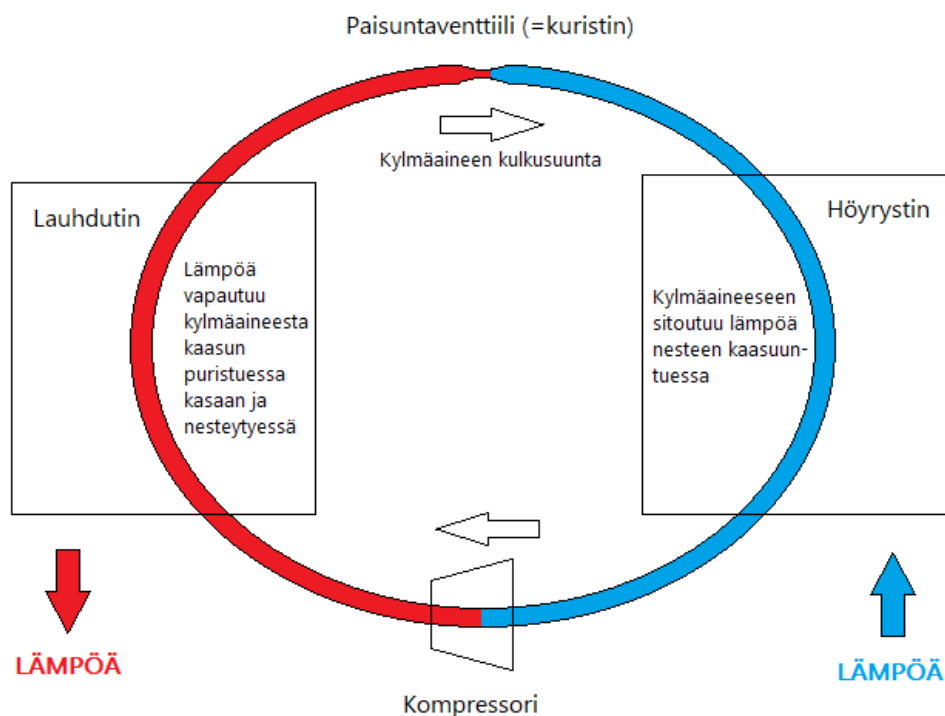 Paisuntaventtiili (=kuristin)
Kylmäaineen kulkusuunta
Lauhdutin
Lämpöä
vapautuu
kylmäaineesta
kaasun
puristuessa
kasaan ja
nesteytyessä
Höyrystin
Kylmäaineeseen
sitoutuu lämpöä
nesteen kaasuun-
tuessa
LÄMPÖÄ
LÄMPÖÄ
Kompressori